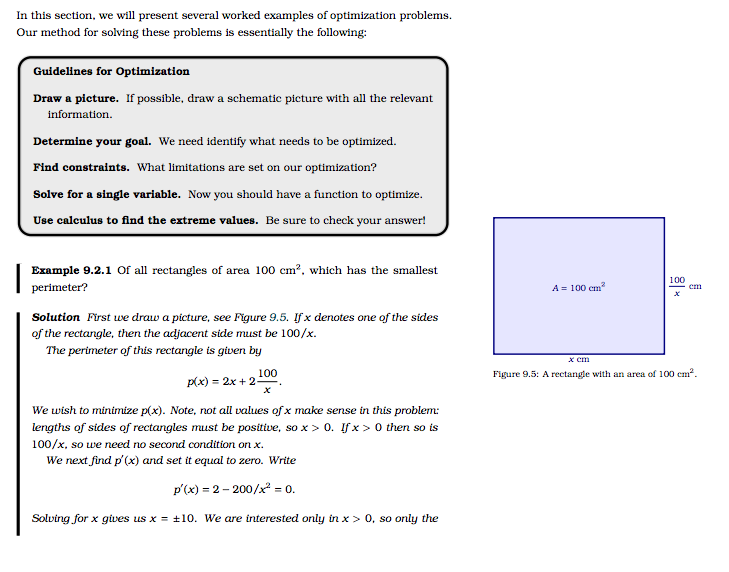 In this section, we will present several worked examples of optimization problems.
Our method for solving these problems is essentially the following:
Guidelines for Optimization
Draw a picture. If possible, draw a schematic picture with all the relevant
information.
Determine your goal. We need identify what needs to be optimized.
Find constraints. What limitations are set on our optimization?
Solve for a single variable. Now you should have a function to optimize.
Use calculus to find the extreme values. Be sure to check your answer!
Example 9.2.1 Of all rectangles of area 100 cm², which has the smallest
perimeter?
Solution First we draw a picture, see Figure 9.5. If x denotes one of the sides
of the rectangle, then the adjacent side must be 100/x.
The perimeter of this rectangle is given by
p(x) = 2x + 2 100/x.
We wish to minimize p(x). Note, not all values of x make sense in this problem:
lengths of sides of rectangles must be positive, so x > 0. If x > 0 then so is
100/x, so we need no second condition on x.
We next find p′(x) and set it equal to zero. Write
p′(x) = 2 − 200/x² = 0.
Solving for x gives us x = ±10. We are interested only in x > 0, so only the
A = 100 cm²
100/x cm
x cm
Figure 9.5: A rectangle with an area of 100 cm².